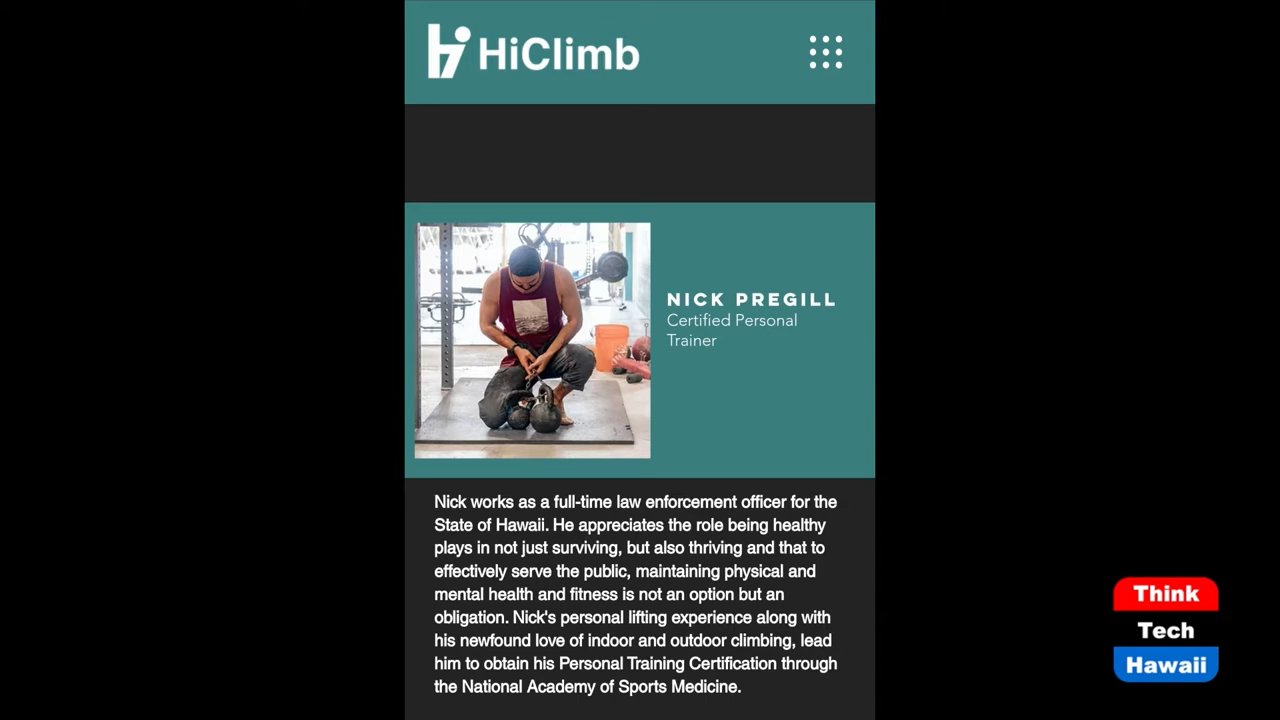 HiClimb
NICK PREGILL
Certified Personal
Trainer
Nick works as a full-time law enforcement officer for the
State of Hawaii. He appreciates the role being healthy
plays in not just surviving, but also thriving and that to
effectively serve the public, maintaining physical and
mental health and fitness is not an option but an
obligation. Nick's personal lifting experience along with
his newfound love of indoor and outdoor climbing, lead
him to obtain his Personal Training Certification through
the National Academy of Sports Medicine.
Think
Tech
Hawaii